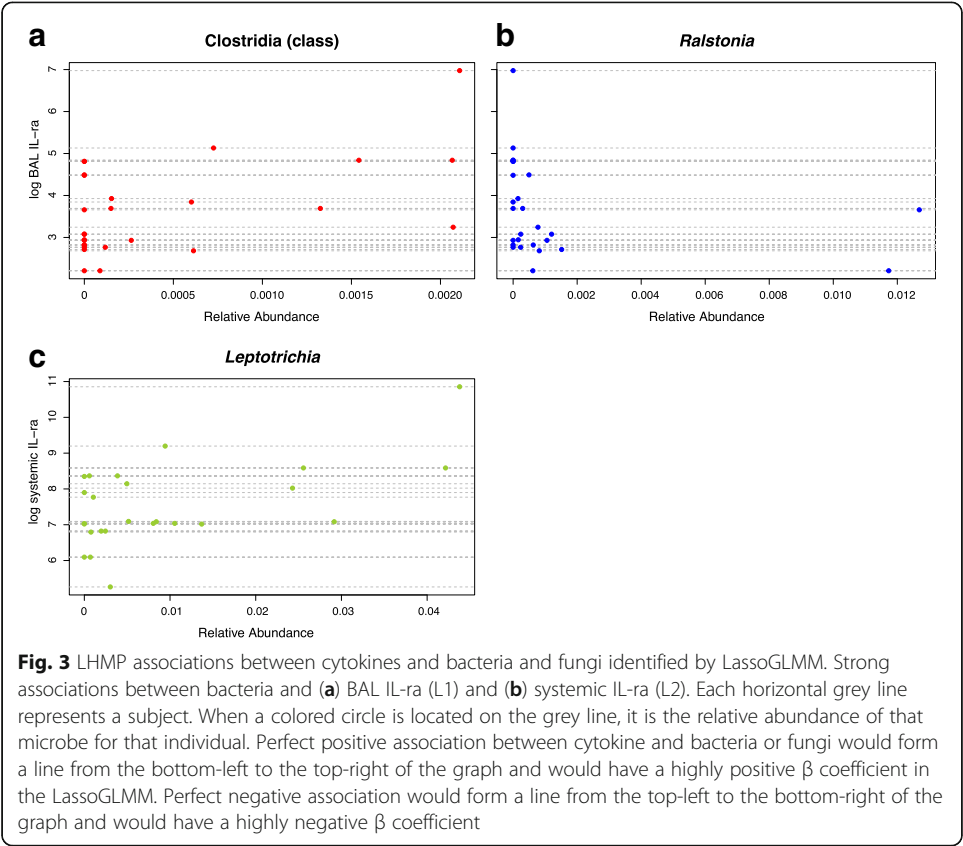 a
Clostridia (class)
log BAL IL−ra
7
6
5
4
3
0
0.0005
0.0010
0.0015
0.0020
Relative Abundance
b
Ralstonia
0
0.002
0.004
0.006
0.008
0.010
0.012
Relative Abundance
c
Leptotrichia
log systemic IL−ra
11
10
9
8
7
6
0
0.01
0.02
0.03
0.04
Relative Abundance
Fig. 3 LHMP associations between cytokines and bacteria and fungi identified by LassoGLMM. Strong
associations between bacteria and (a) BAL IL-ra (L1) and (b) systemic IL-ra (L2). Each horizontal grey line
represents a subject. When a colored circle is located on the grey line, it is the relative abundance of that
microbe for that individual. Perfect positive association between cytokine and bacteria or fungi would form
a line from the bottom-left to the top-right of the graph and would have a highly positive β coefficient in
the LassoGLMM. Perfect negative association would form a line from the top-left to the bottom-right of the
graph and would have a highly negative β coefficient